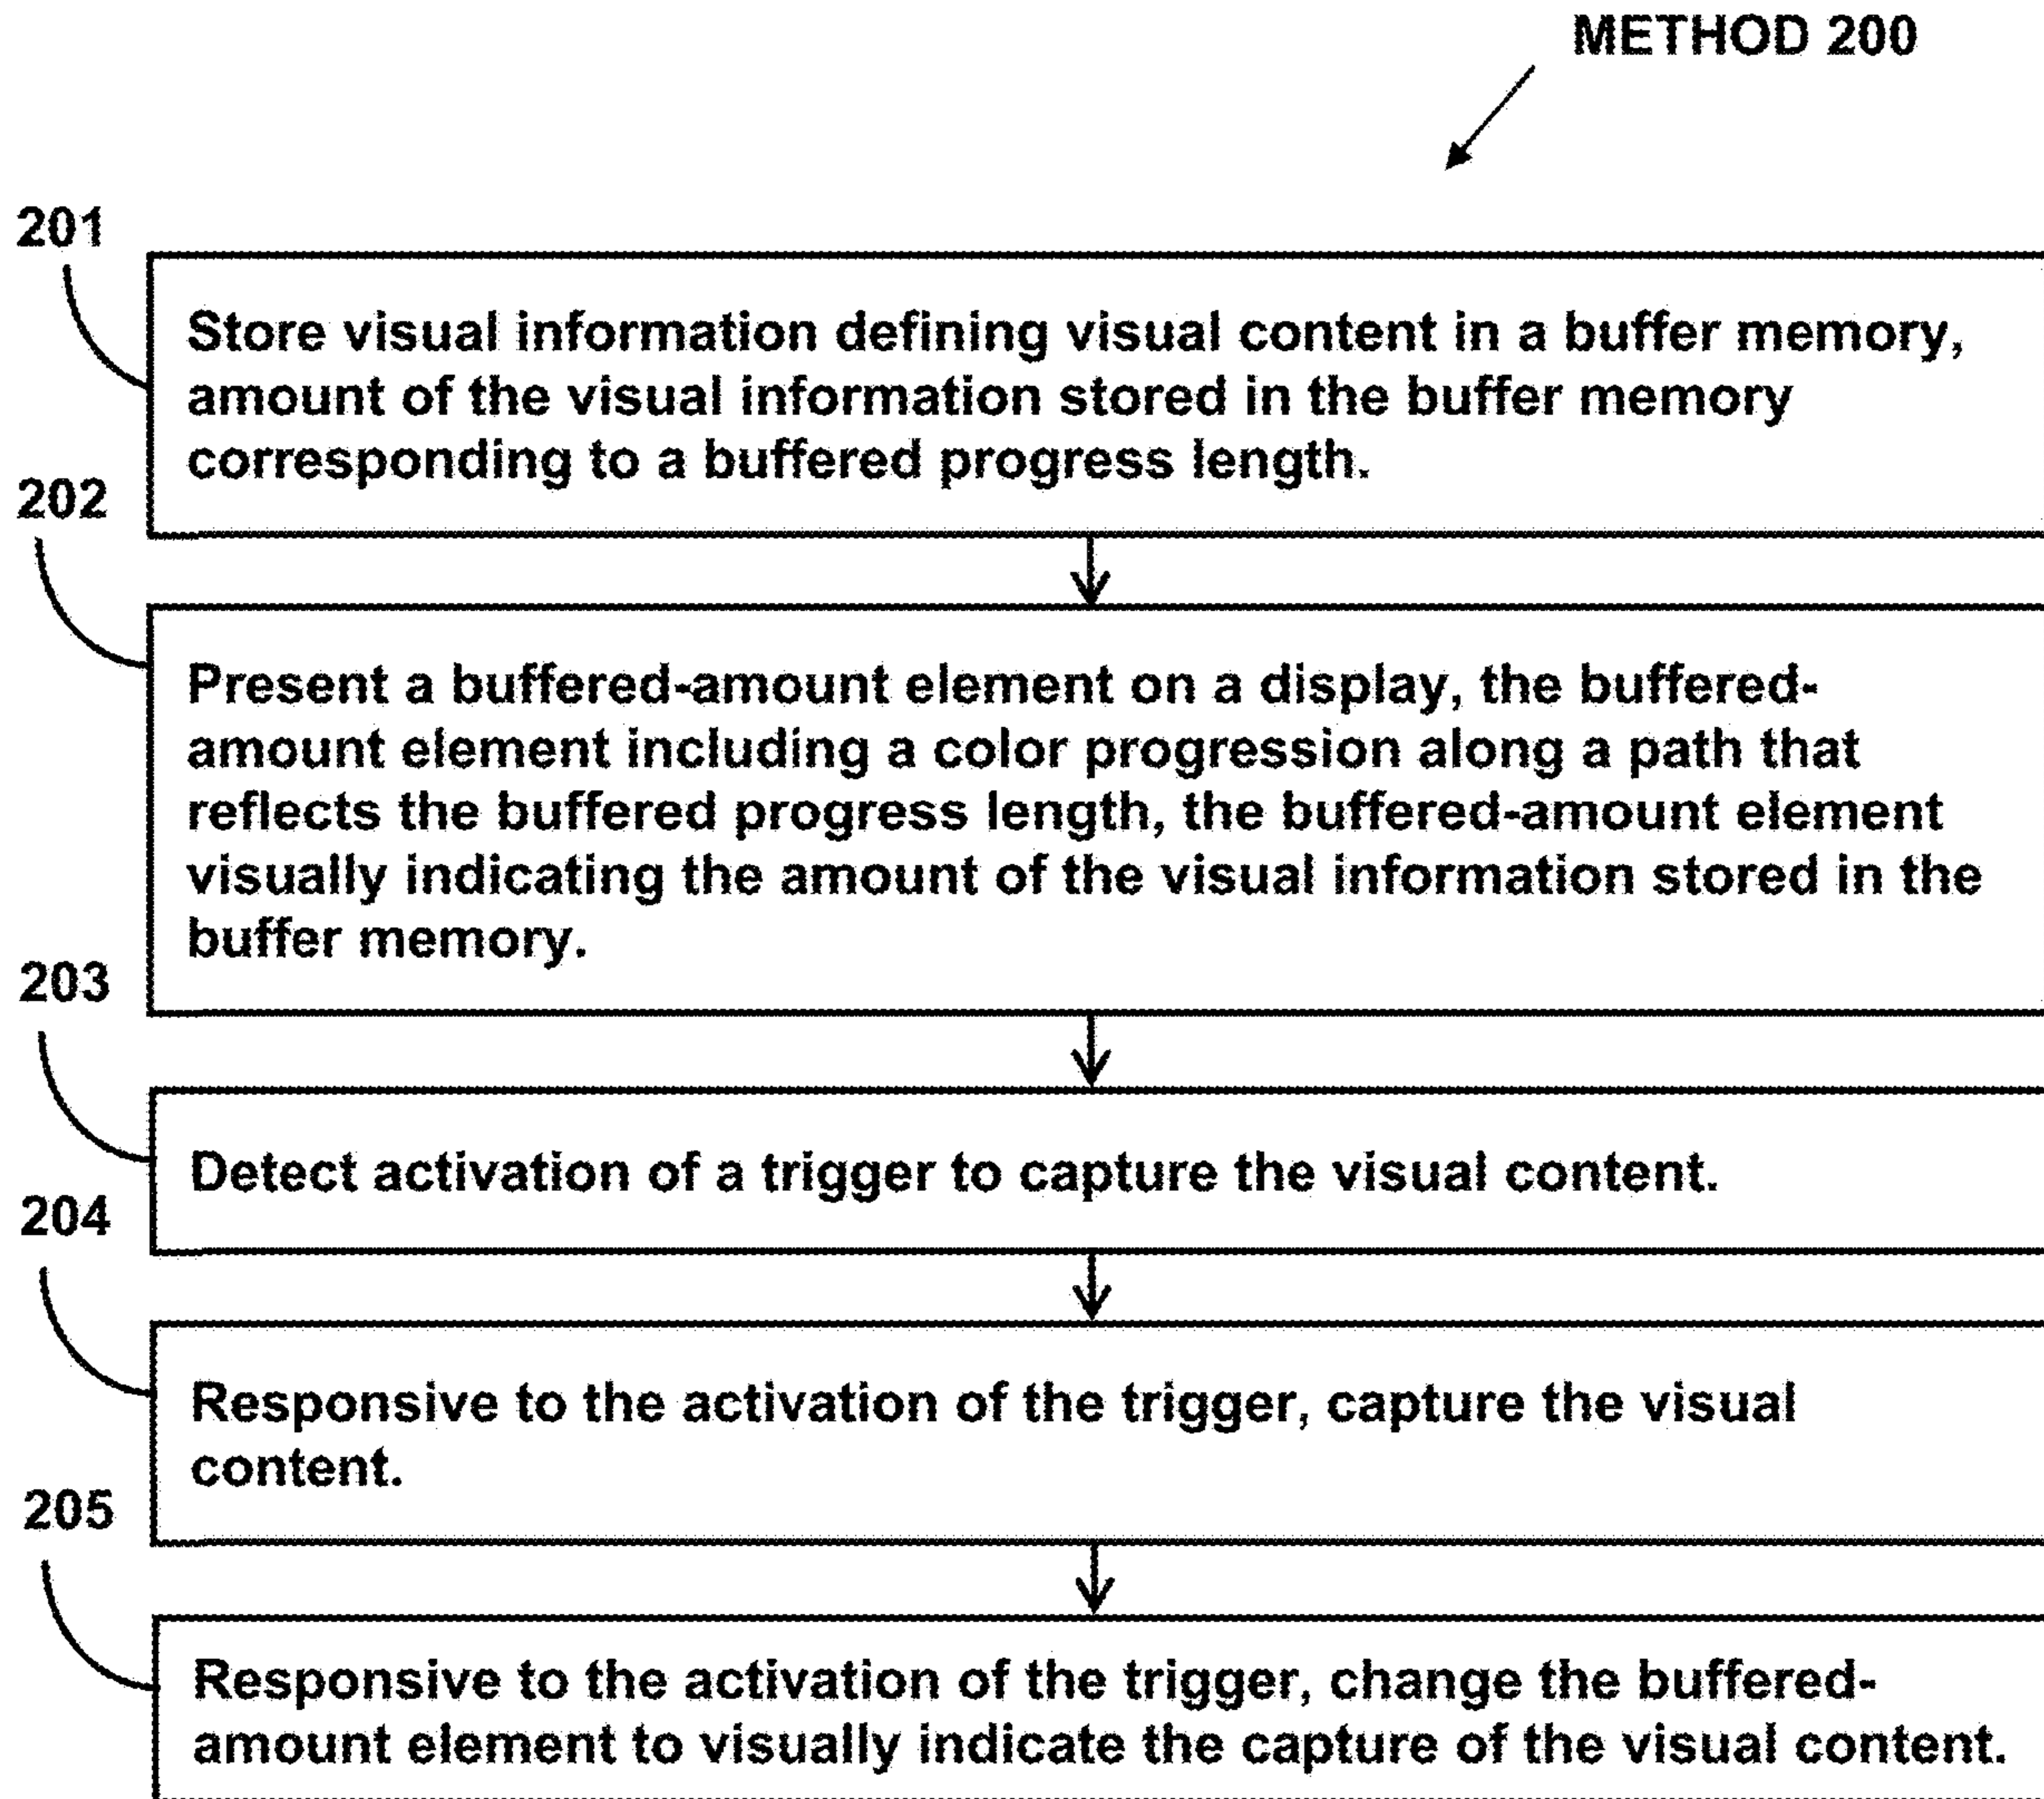 METHOD 200
201
Store visual information defining visual content in a buffer memory,
amount of the visual information stored in the buffer memory
corresponding to a buffered progress length.
202
Present a buffered-amount element on a display, the buffered-
amount element including a color progression along a path that
reflects the buffered progress length, the buffered-amount element
visually indicating the amount of the visual information stored in the
buffer memory.
203
Detect activation of a trigger to capture the visual content.
204
Responsive to the activation of the trigger, capture the visual
content.
205
Responsive to the activation of the trigger, change the buffered-
amount element to visually indicate the capture of the visual content.